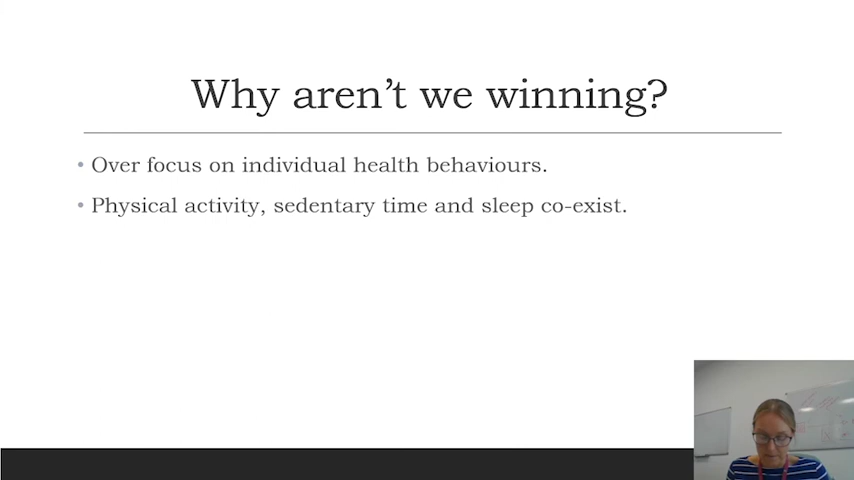 Why aren’t we winning?
• Over focus on individual health behaviours.
• Physical activity, sedentary time and sleep co-exist.